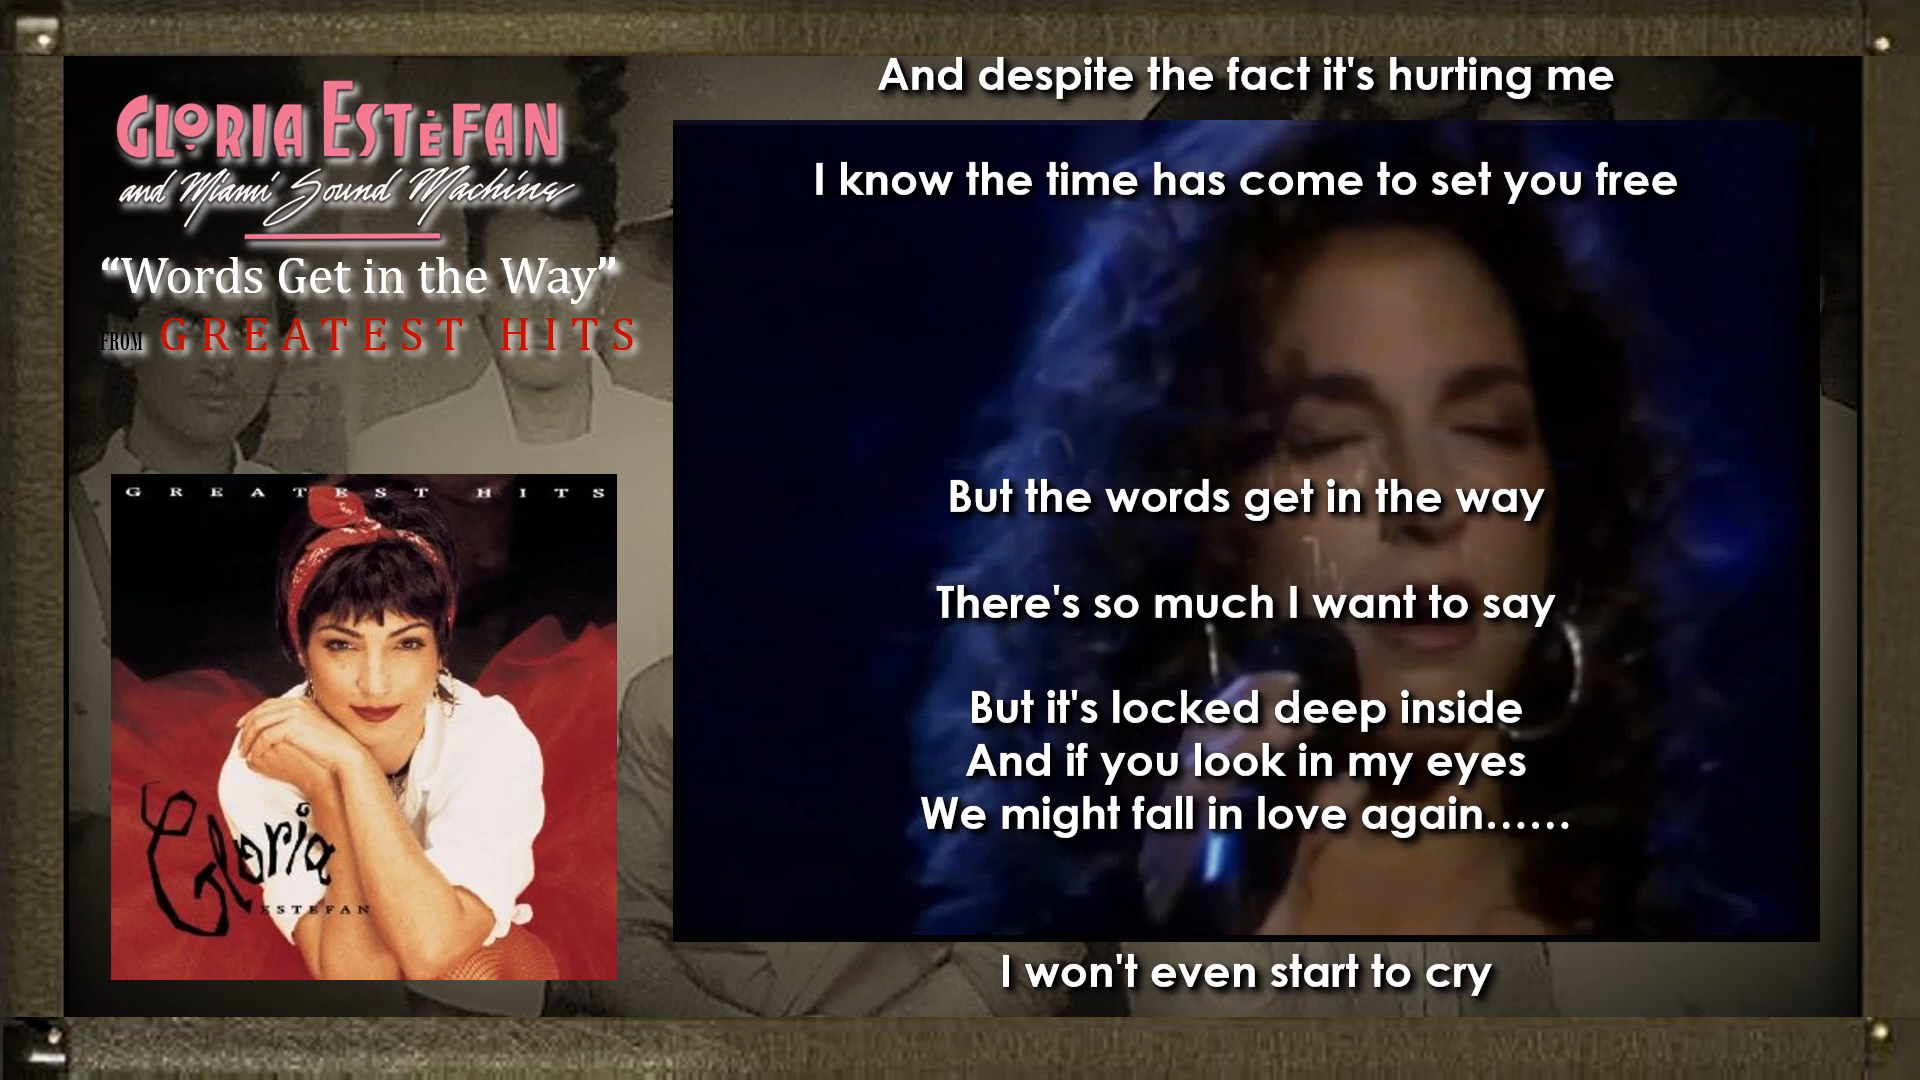 GLORIA ESTEFAN
and Miami Sound Machine
“Words Get in the Way”
FROM GREATEST HITS
GREATEST HITS
Gloria
ESTEFAN
And despite the fact it's hurting me
I know the time has come to set you free
But the words get in the way
There's so much I want to say
But it's locked deep inside
And if you look in my eyes
We might fall in love again......
I won't even start to cry